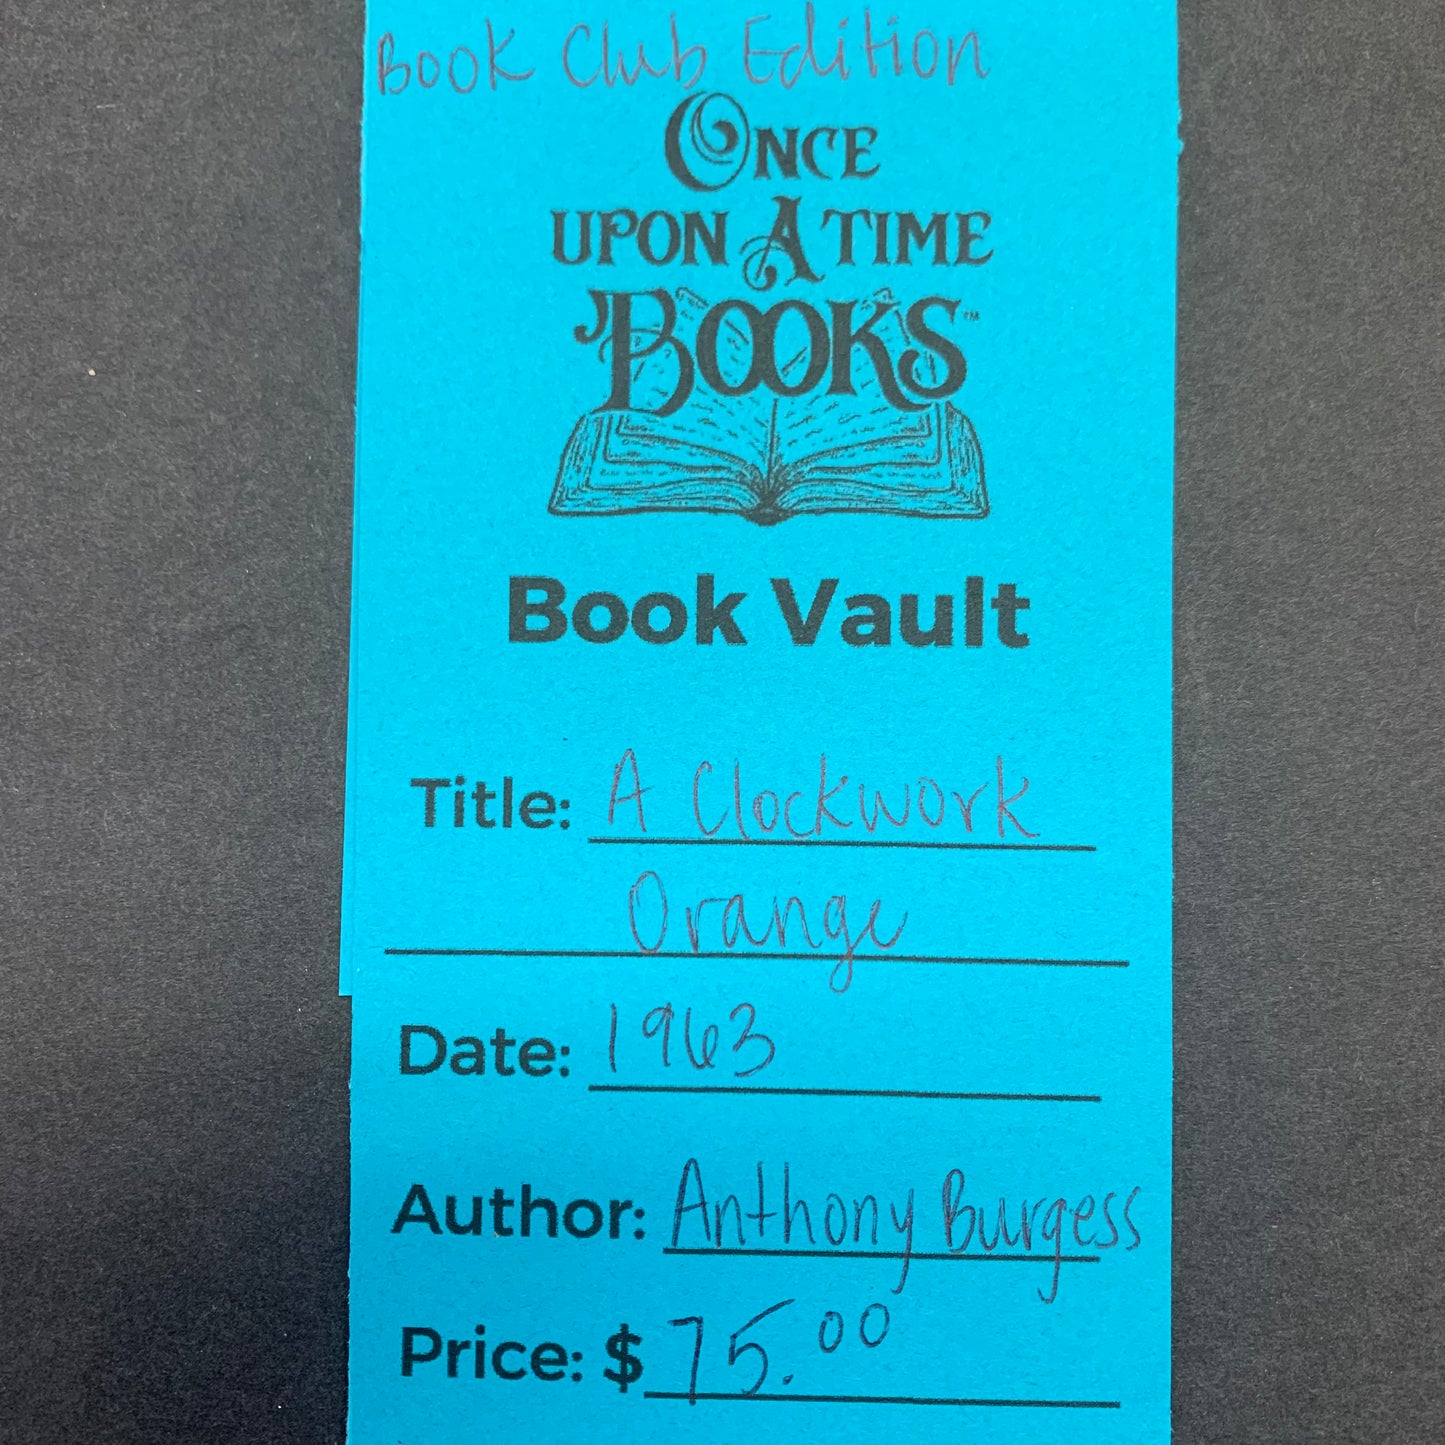 Book Club Edition
ONCE
UPON A TIME
BOOKS™
Book Vault
Title: A Clockwork
Orange
Date: 1963
Author: Anthony Burgess
Price: $ 75.00